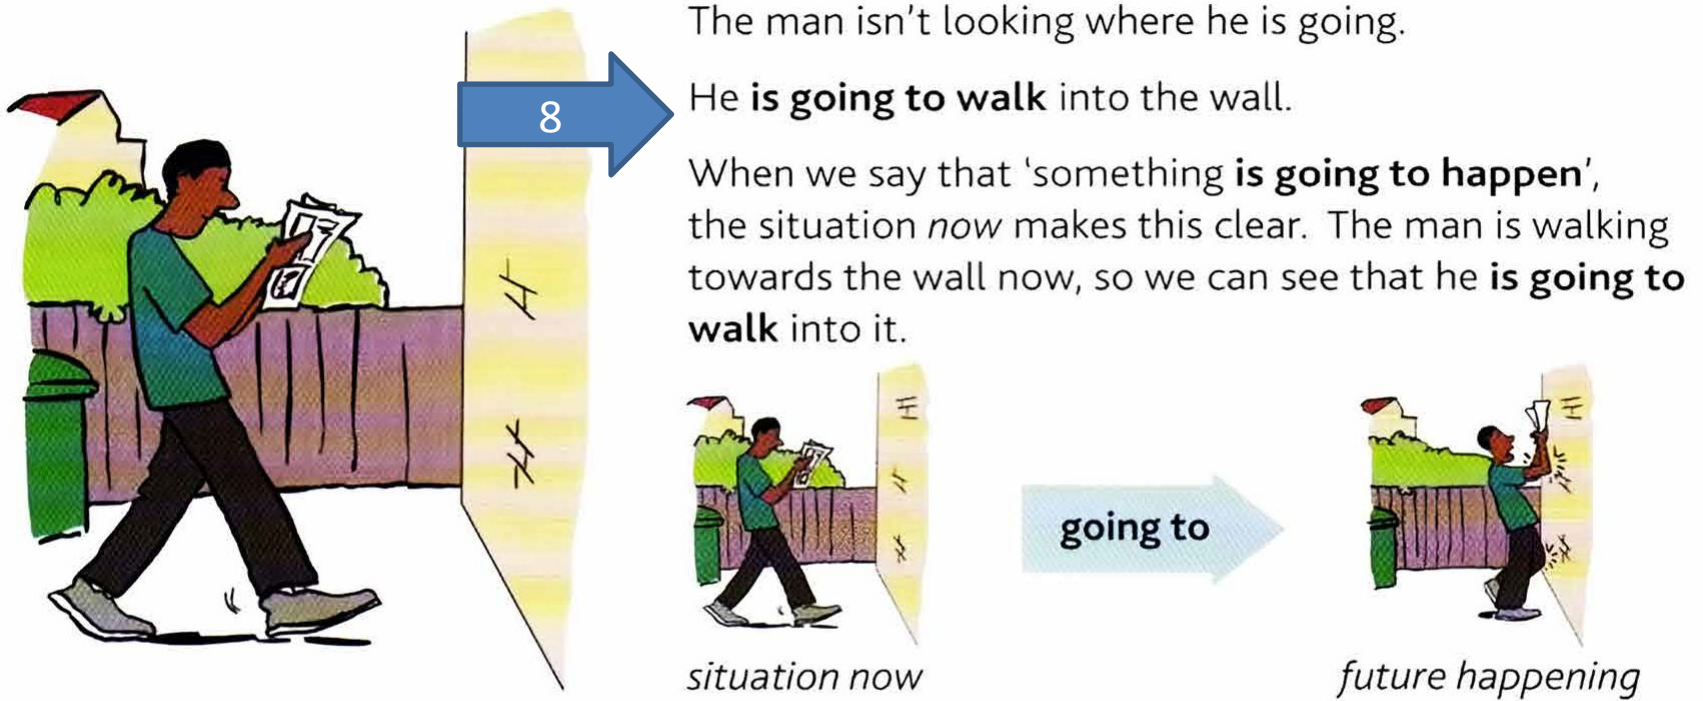 The man isn't looking where he is going.
8
He is going to walk into the wall.
When we say that 'something is going to happen',
the situation now makes this clear. The man is walking
towards the wall now, so we can see that he is going to
walk into it.
going to
situation now
future happening